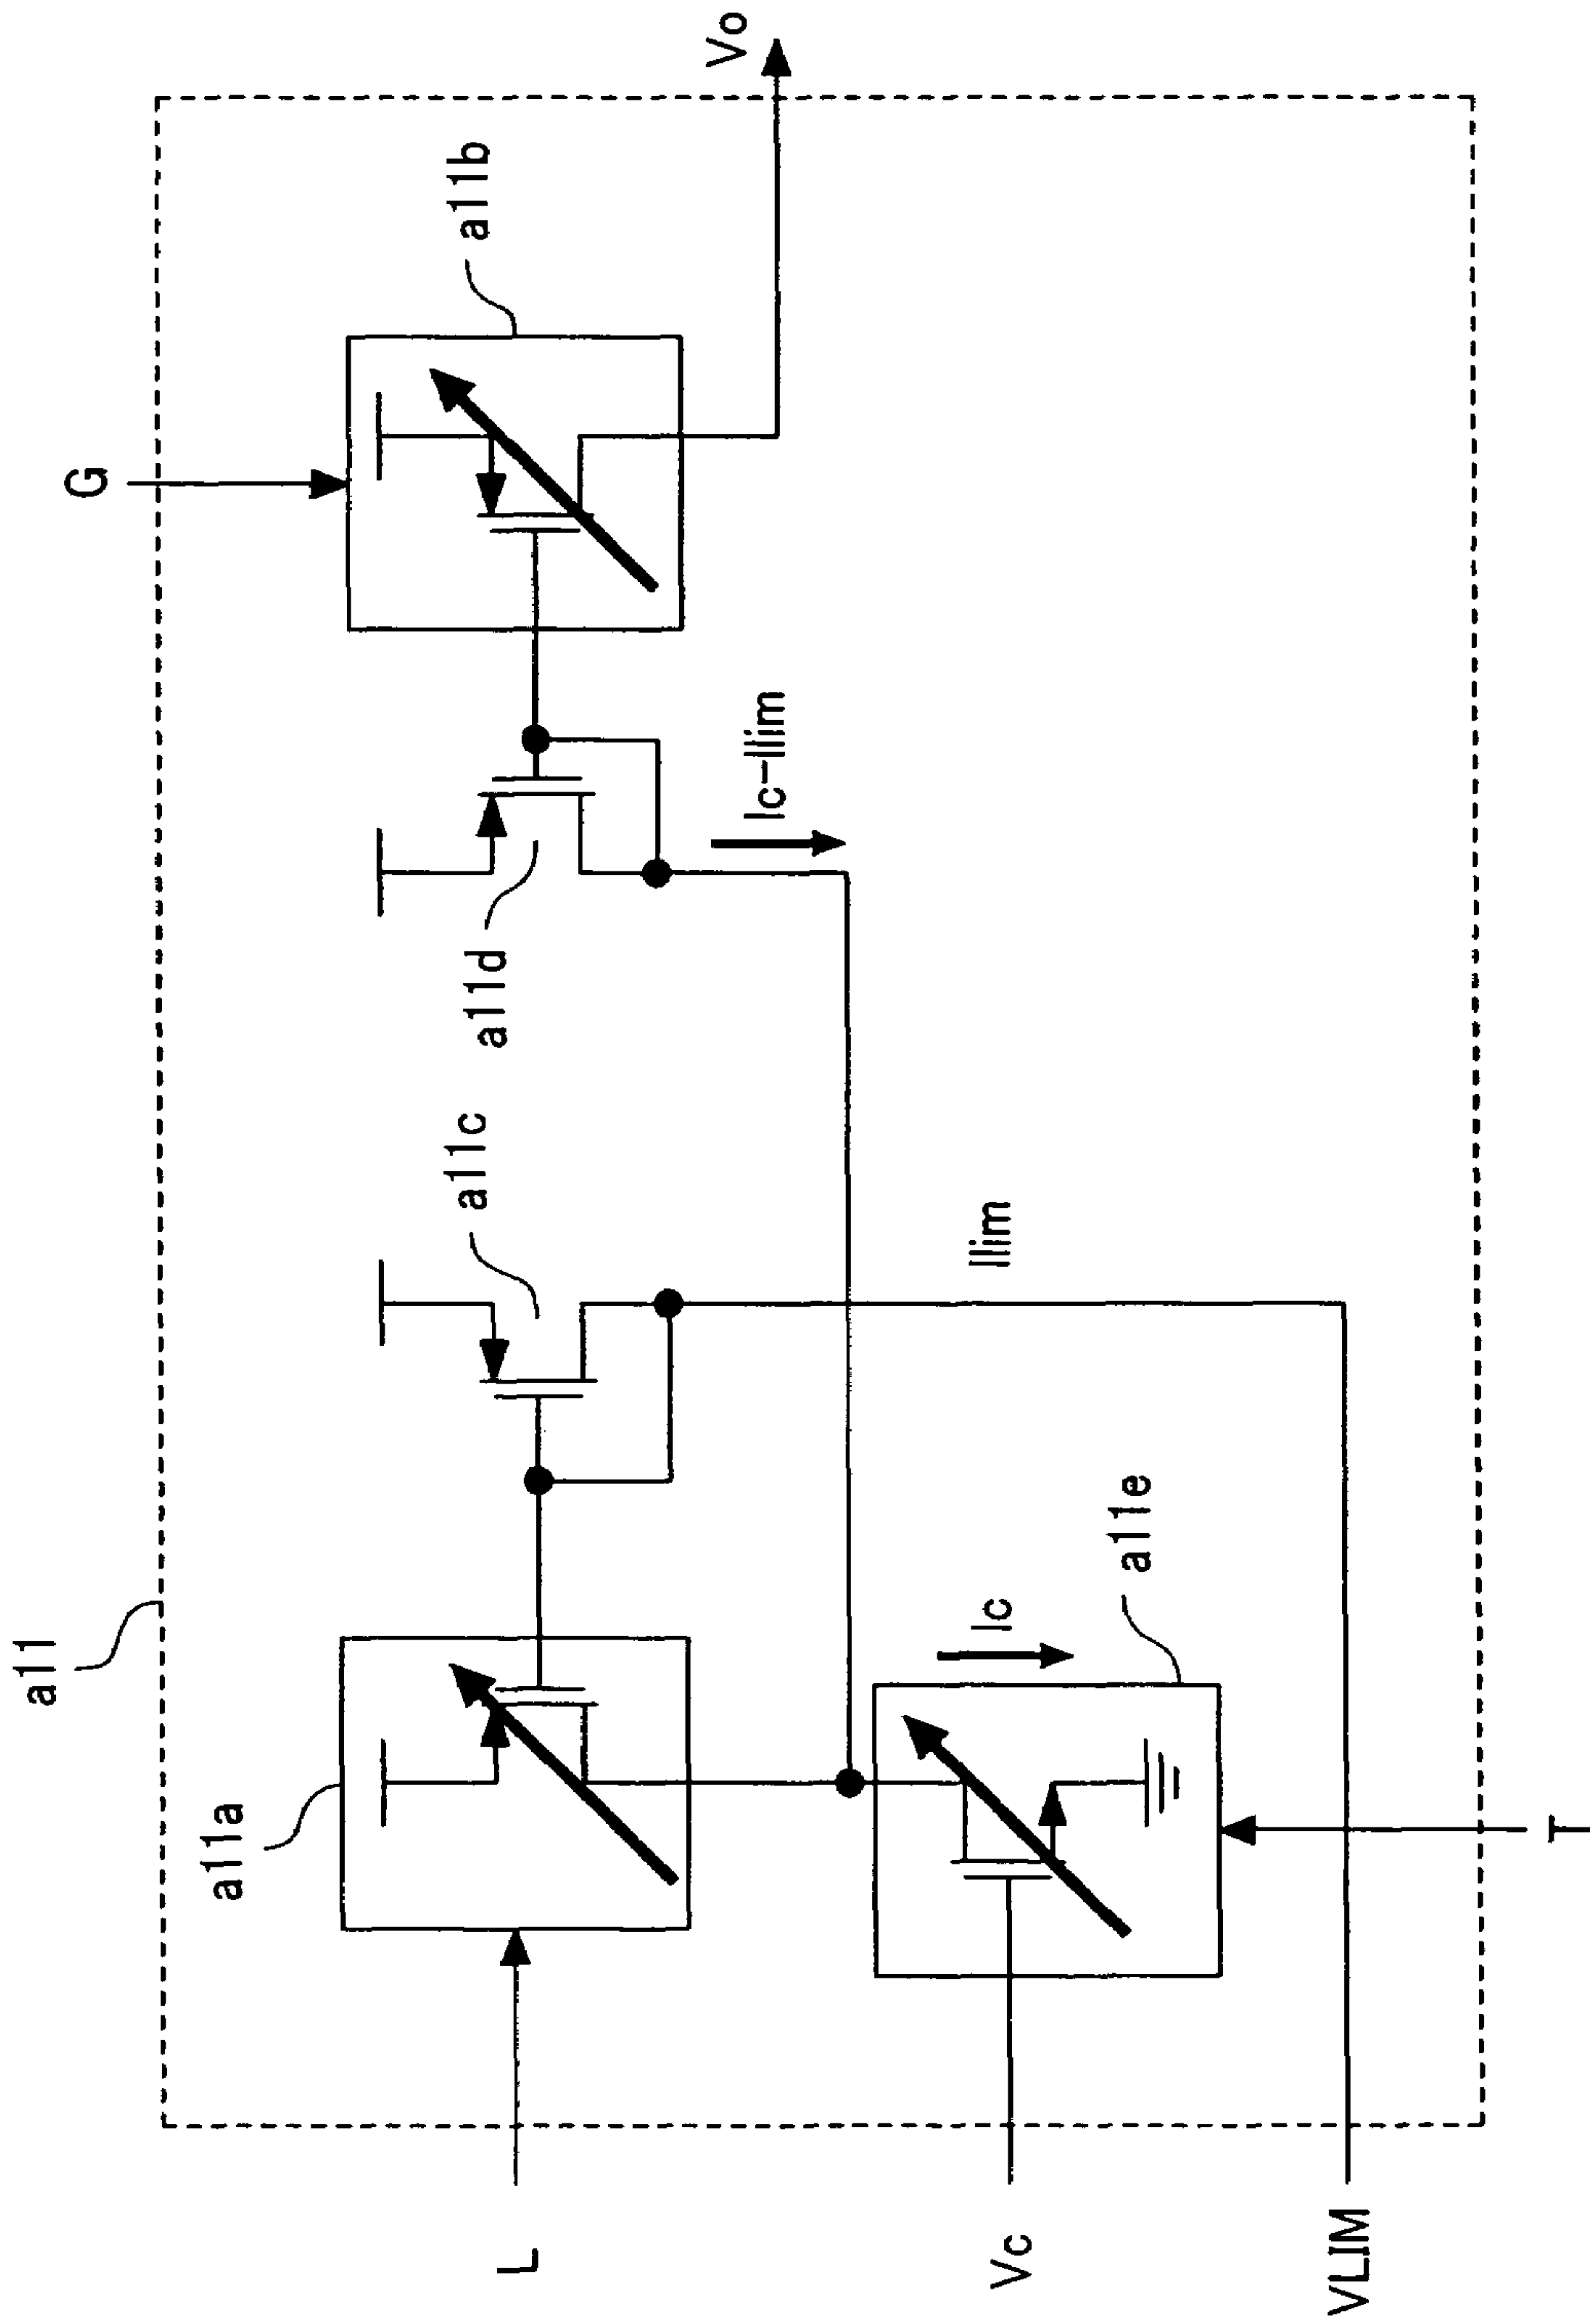 a11
G
a11a
a11c
a11d
a11b
L
Vo
Ic-Ilim
Vc
Ic
Ilim
a11e
VLIM
T